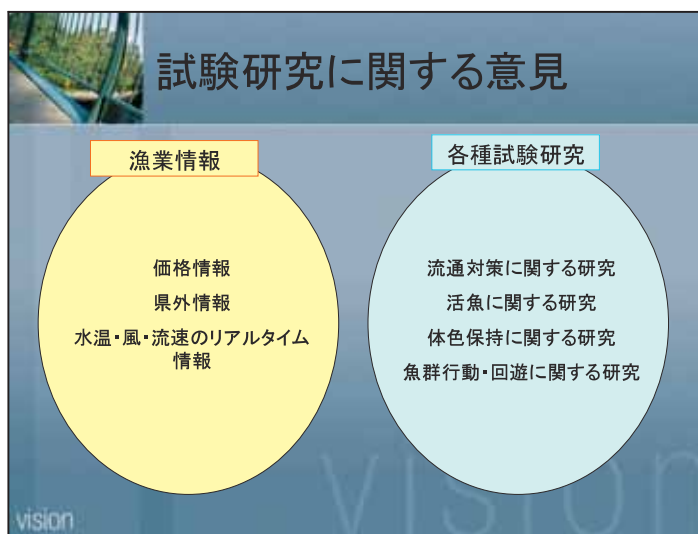 試験研究に関する意見
漁業情報
価格情報
県外情報
水温・風・流速のリアルタイム
情報
各種試験研究
流通対策に関する研究
活魚に関する研究
体色保持に関する研究
魚群行動・回遊に関する研究
vision
vision